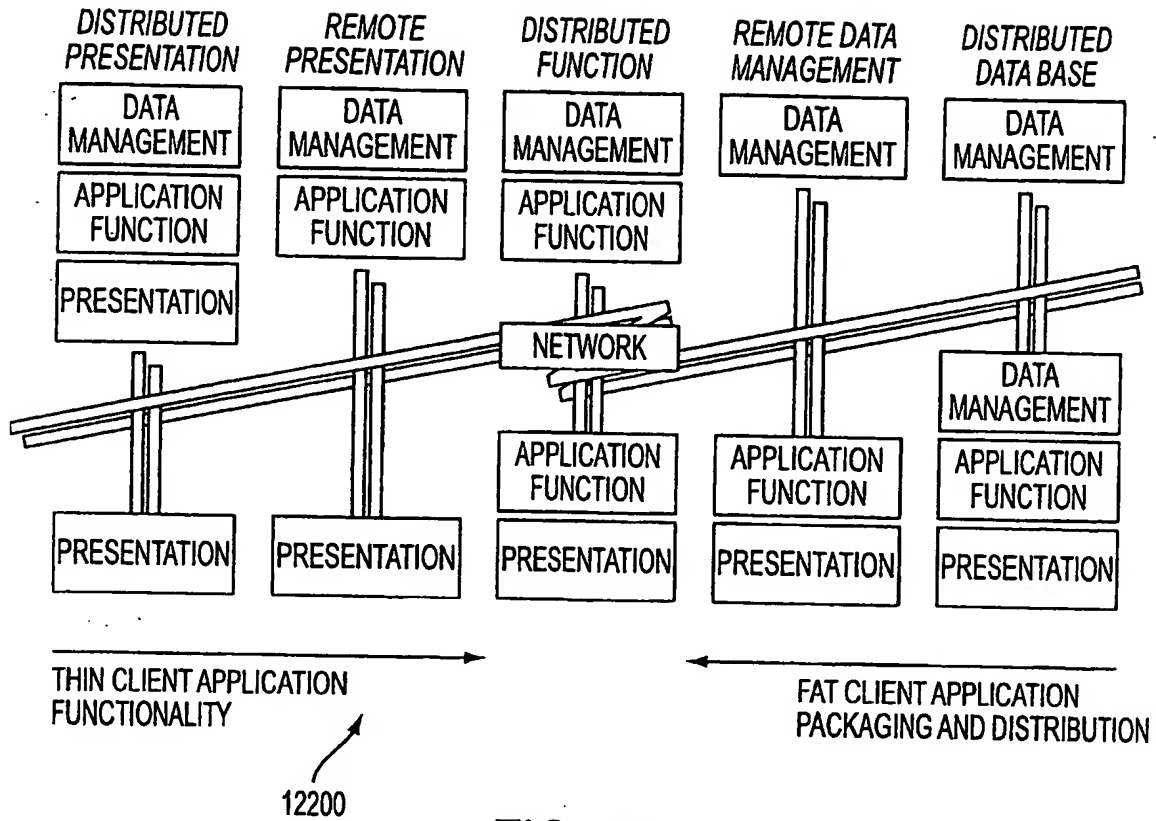 DISTRIBUTED
PRESENTATION
REMOTE
PRESENTATION
DISTRIBUTED
FUNCTION
REMOTE DATA
MANAGEMENT
DISTRIBUTED
DATA BASE
DATA
MANAGEMENT
DATA
MANAGEMENT
DATA
MANAGEMENT
DATA
MANAGEMENT
DATA
MANAGEMENT
APPLICATION
FUNCTION
APPLICATION
FUNCTION
APPLICATION
FUNCTION
PRESENTATION
NETWORK
DATA
MANAGEMENT
APPLICATION
FUNCTION
APPLICATION
FUNCTION
APPLICATION
FUNCTION
PRESENTATION
PRESENTATION
PRESENTATION
PRESENTATION
PRESENTATION
THIN CLIENT APPLICATION
FUNCTIONALITY
FAT CLIENT APPLICATION
PACKAGING AND DISTRIBUTION
12200